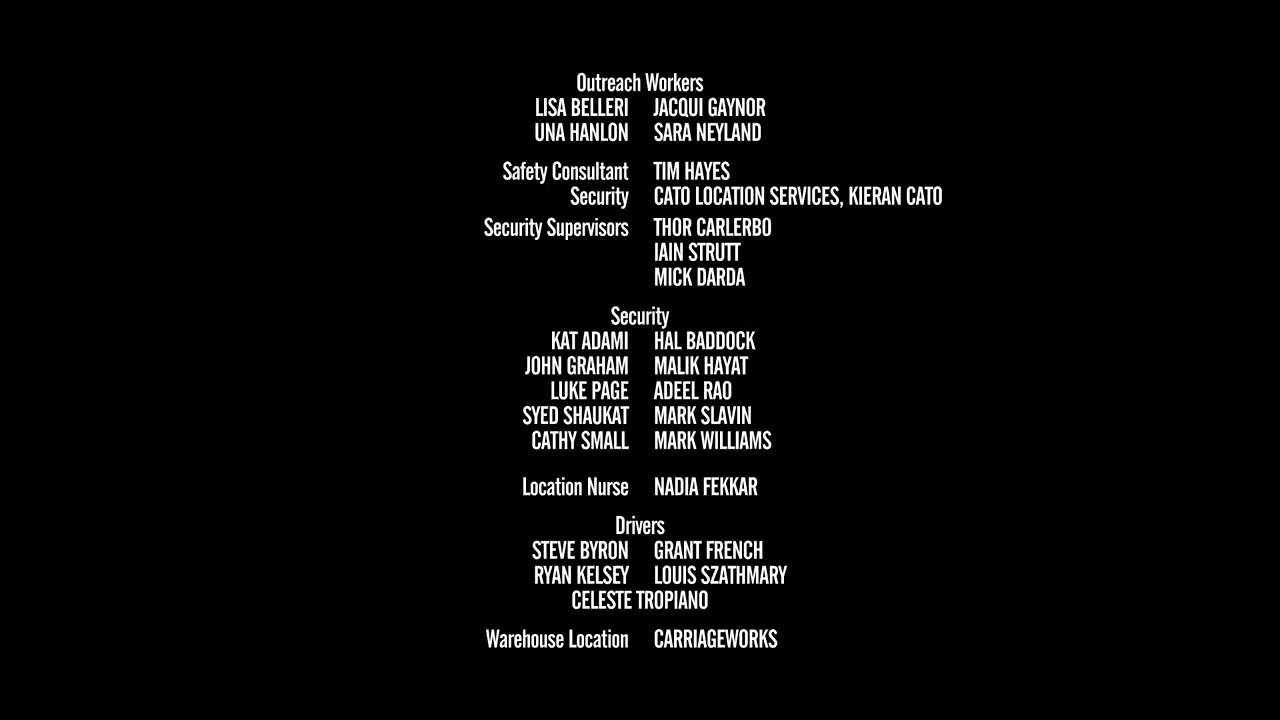 Outreach Workers
LISA BELLERI JACQUI GAYNOR
UNA HANLON SARA NEYLAND
Safety Consultant TIM HAYES
Security CATO LOCATION SERVICES, KIERAN CATO
Security Supervisors THOR CARLERBO
IAIN STRUTT
MICK DARDA
Security
KAT ADAMI HAL BADDOCK
JOHN GRAHAM MALIK HAYAT
LUKE PAGE ADEEL RAO
SYED SHAUKAT MARK SLAVIN
CATHY SMALL MARK WILLIAMS
Location Nurse NADIA FEKKAR
Drivers
STEVE BYRON GRANT FRENCH
RYAN KELSEY LOUIS SZATHMARY
CELESTE TROPIANO
Warehouse Location CARRIAGEWORKS